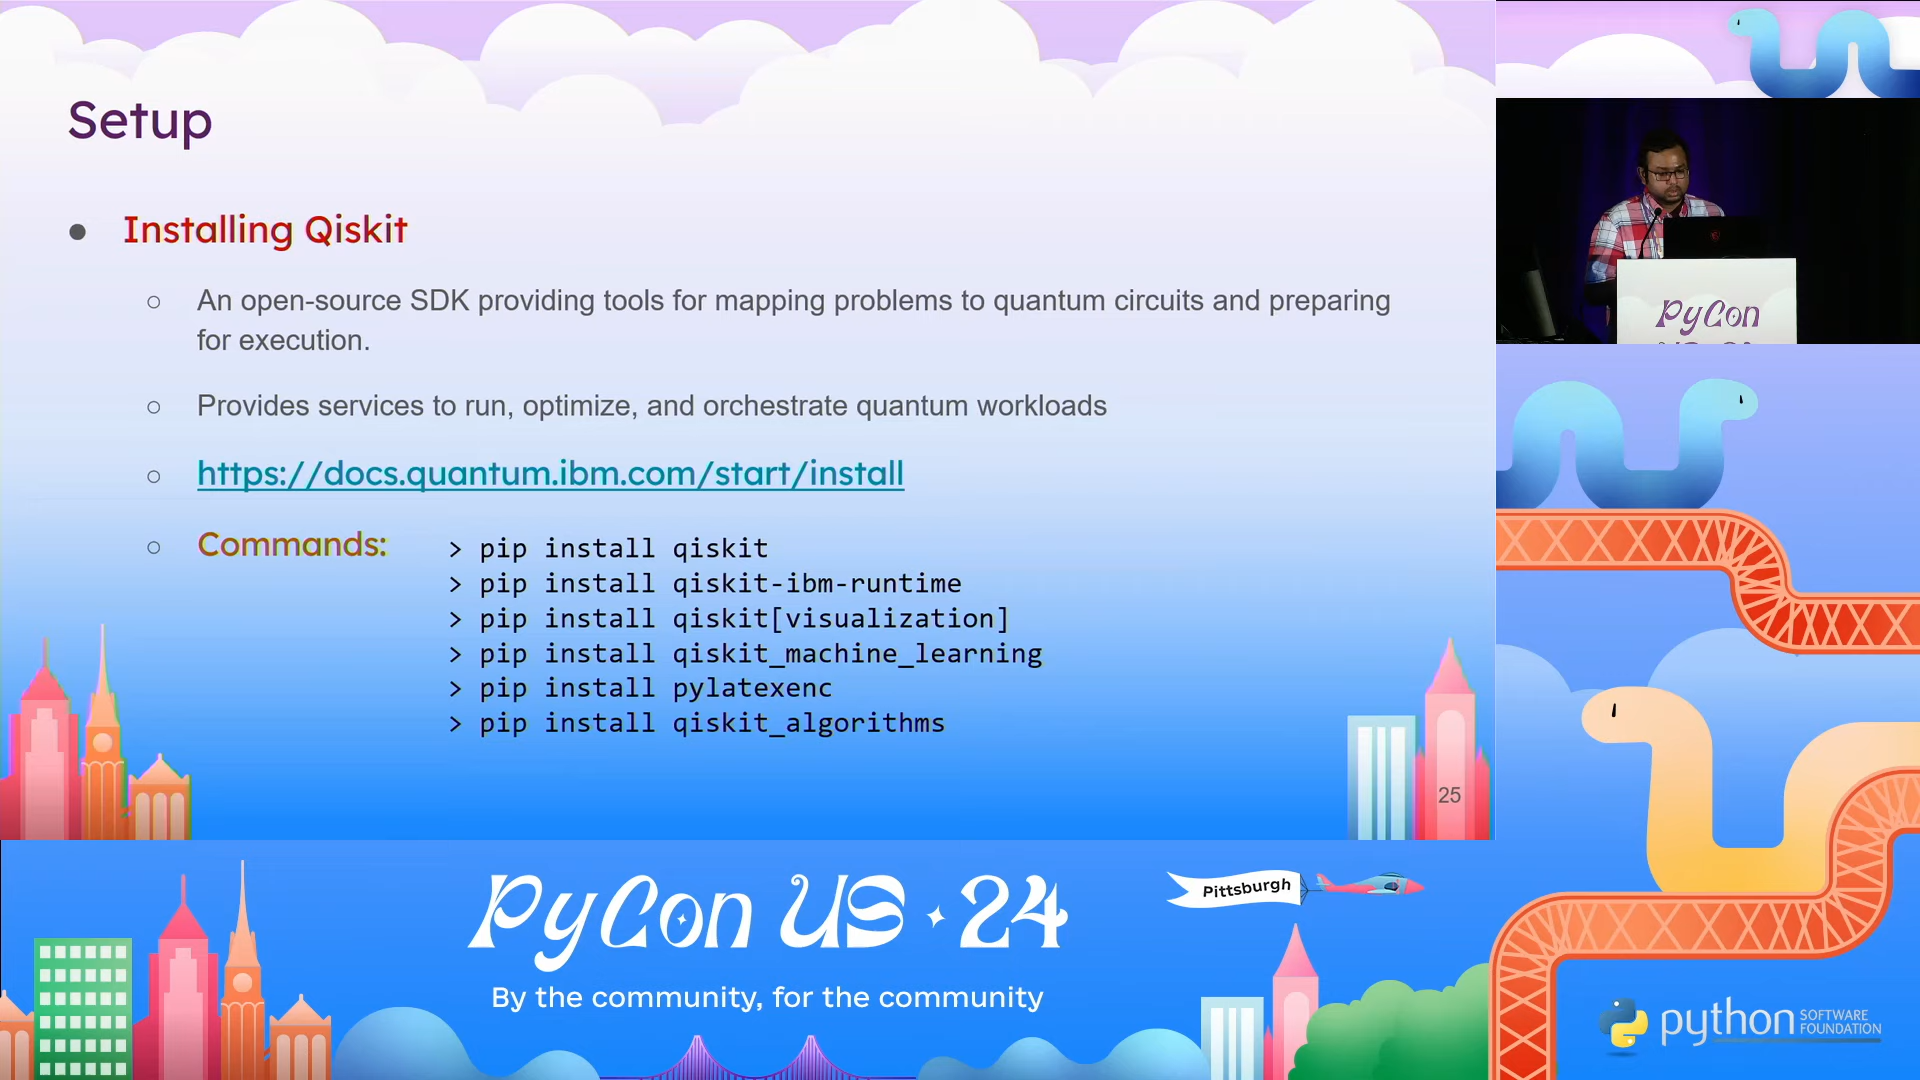 Setup
● Installing Qiskit
○ An open-source SDK providing tools for mapping problems to quantum circuits and preparing
for execution.
○ Provides services to run, optimize, and orchestrate quantum workloads
○ https://docs.quantum.ibm.com/start/install
○ Commands:
> pip install qiskit
> pip install qiskit-ibm-runtime
> pip install qiskit[visualization]
> pip install qiskit_machine_learning
> pip install pylatexenc
> pip install qiskit_algorithms
25
PyCon
PyCon US 24
By the community, for the community
Pittsburgh
python SOFTWARE
FOUNDATION